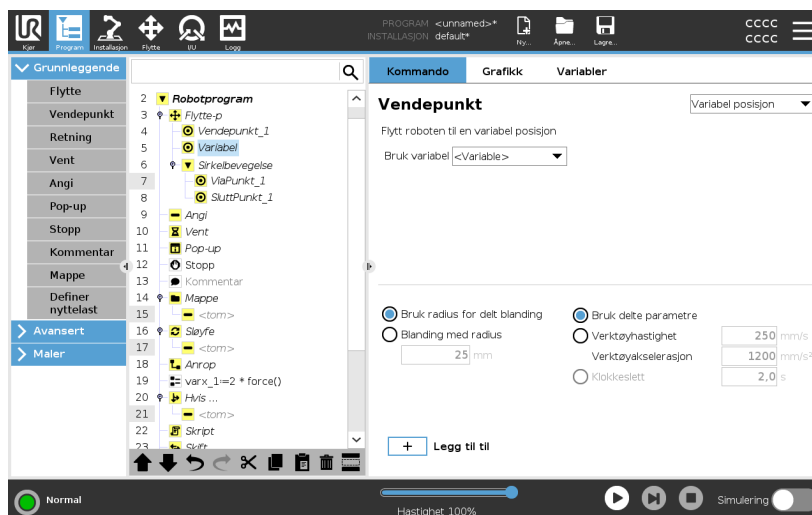 PROGRAM <unnamed>*
INSTALLASJON default*
CCCC
CCCC
Kjør Program Installasjon Flytte I/U Logg Ny... Åpne... Lagre...
Grunnleggende
Flytte
Vendepunkt
Retning
Vent
Angi
Pop-up
Stopp
Kommentar
Mappe
Definer
nyttelast
Avansert
Maler
2 Robotprogram
3 Flytte-p
4 Vendepunkt_1
5 Variabel
6 Sirkelbevegelse
7 ViaPunkt_1
8 SluttPunkt_1
9 Angi
10 Vent
11 Pop-up
12 Stopp
13 Kommentar
14 Mappe
15 <tom>
16 Sløyfe
17 <tom>
18 Anrop
19 varx_1:=2 * force()
20 Hvis ...
21 <tom>
22 Skript
23 Skift
Kommando Grafikk Variabler
Vendepunkt Variabel posisjon
Flytt roboten til en variabel posisjon
Bruk variabel <Variable>
Bruk radius for delt blanding
Blanding med radius
25 mm
Bruk delte parametre
Verktøyhastighet 250 mm/s
Verktøyakselerasjon 1200 mm/s²
Klokkeslett 2,0 s
+ Legg til til
Normal
Hastighet 100%
Simulering